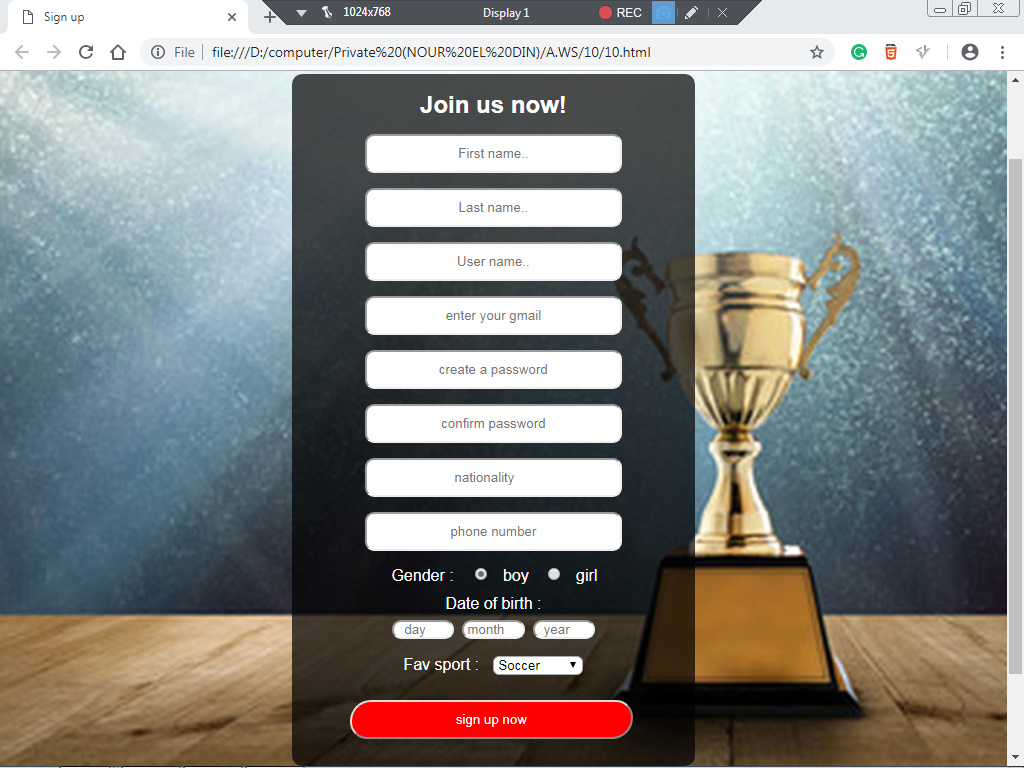 Sign up
1024x768
Display 1
REC
File
file:///D:/computer/Private%20(NOUR%20EL%20DIN)/A.WS/10/10.html
Join us now!
First name..
Last name..
User name..
enter your gmail
create a password
confirm password
nationality
phone number
Gender : boy girl
Date of birth :
day month year
Fav sport : Soccer
sign up now